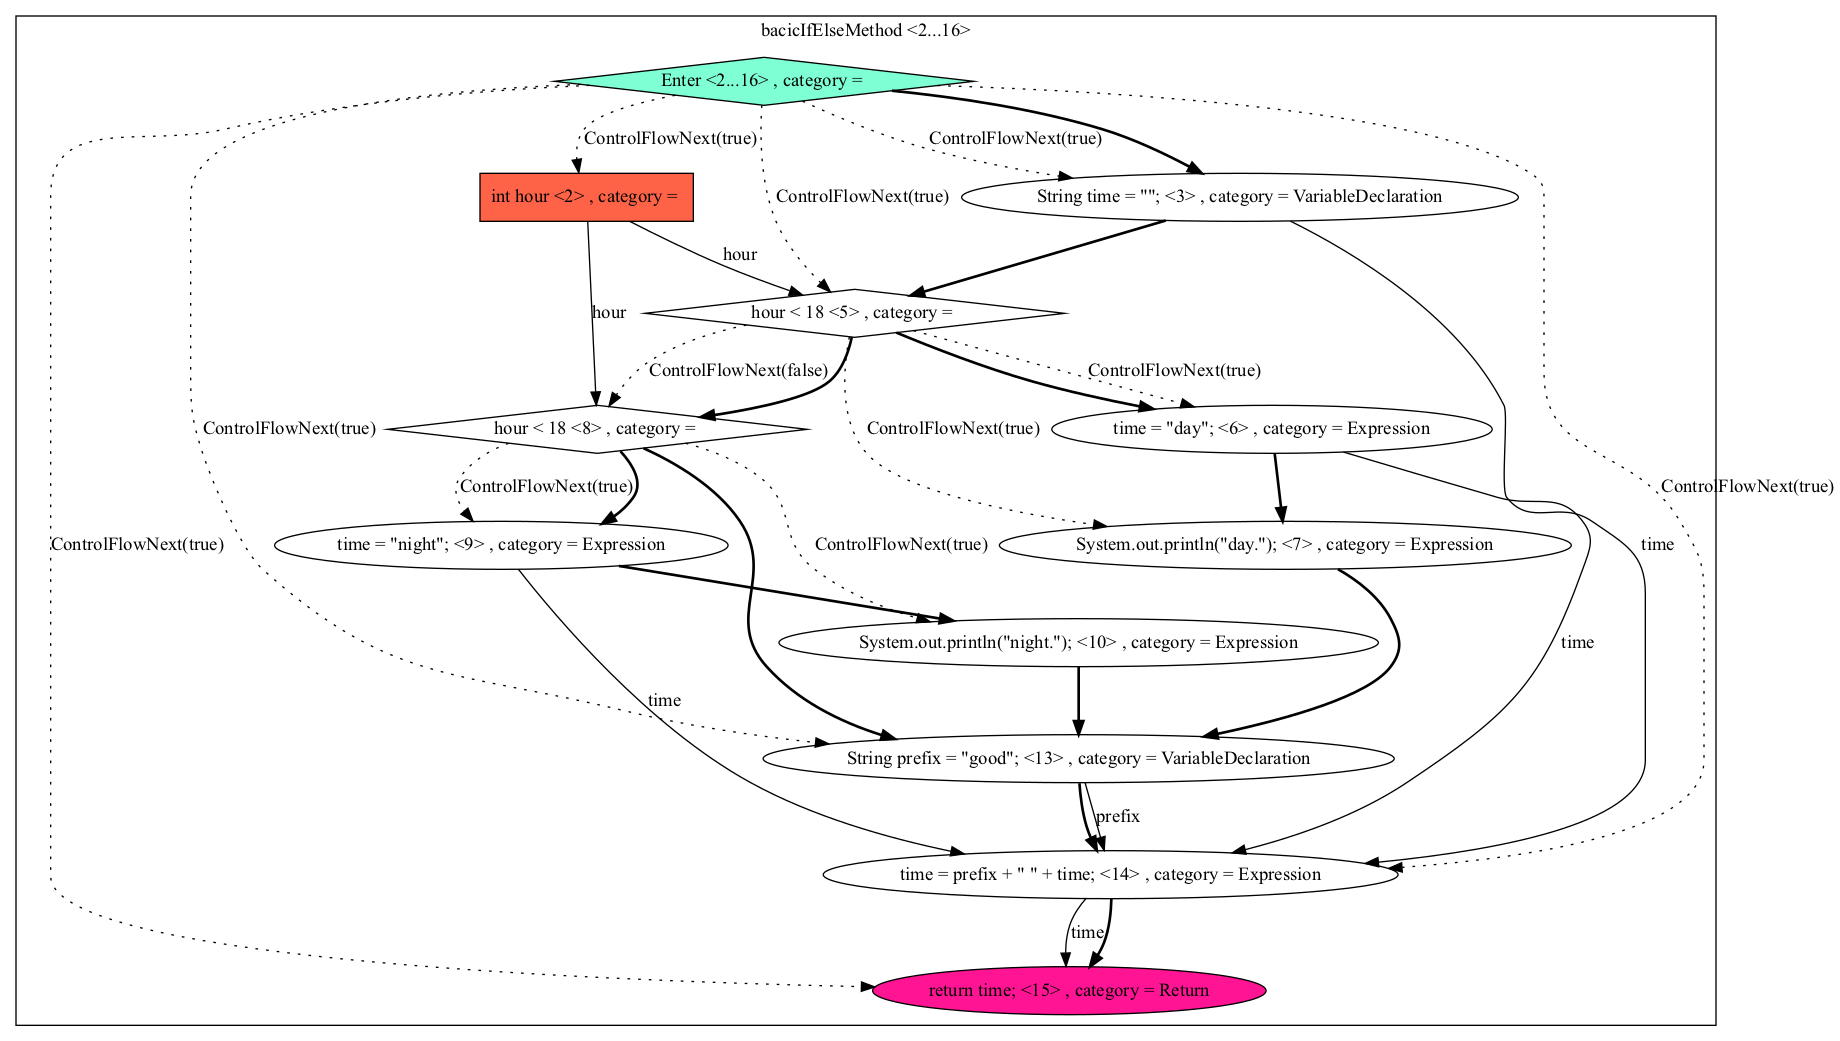 bacicIfElseMethod <2...16>
Enter <2...16> , category =
ControlFlowNext(true)
ControlFlowNext(true)
int hour <2> , category =
ControlFlowNext(true)
String time = ""; <3> , category = VariableDeclaration
hour
hour
hour < 18 <5> , category =
ControlFlowNext(false)
ControlFlowNext(true)
ControlFlowNext(true)
hour < 18 <8> , category =
ControlFlowNext(true)
time = "day"; <6> , category = Expression
ControlFlowNext(true)
ControlFlowNext(true)
ControlFlowNext(true)
time = "night"; <9> , category = Expression
ControlFlowNext(true)
System.out.println("day."); <7> , category = Expression
time
System.out.println("night."); <10> , category = Expression
time
time
String prefix = "good"; <13> , category = VariableDeclaration
prefix
time = prefix + " " + time; <14> , category = Expression
time
return time; <15> , category = Return